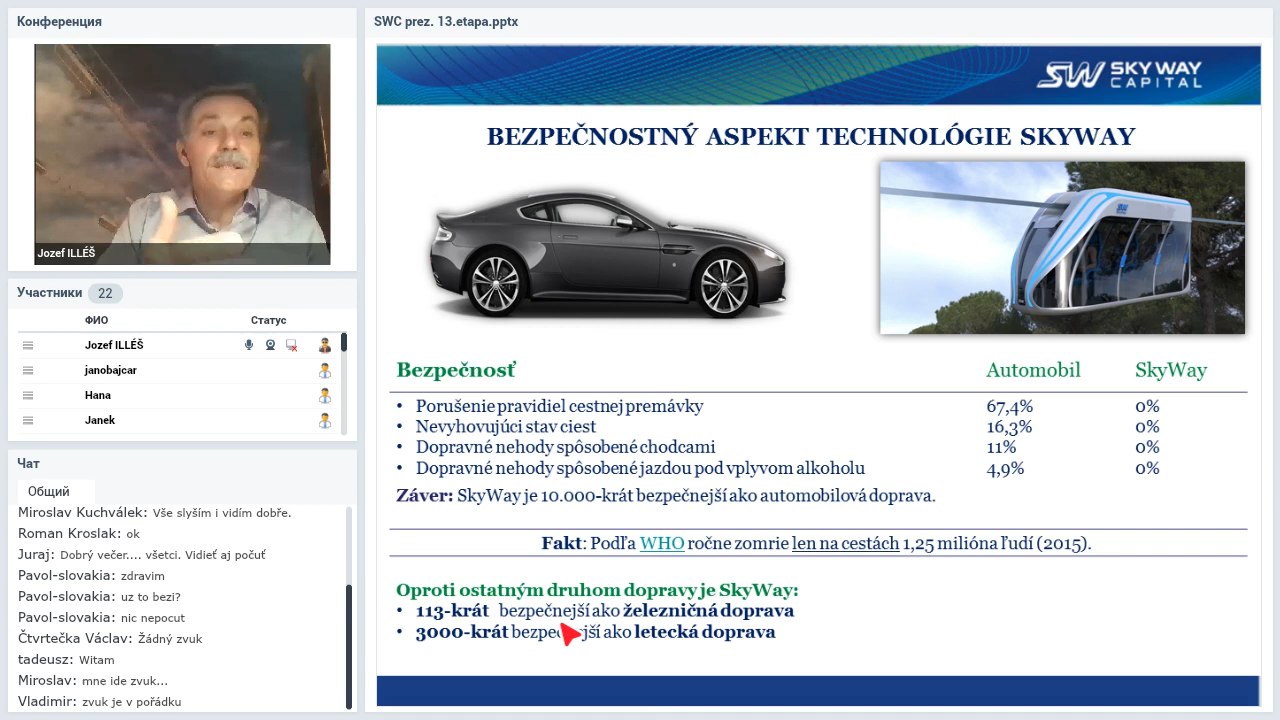 Конференция
Jozef ILLÉŠ
Участники 22
ФИО Статус
Jozef ILLÉŠ
janobajcar
Hana
Janek
Чат
Общий
Miroslav Kuchválek: Vše slyším i vidím dobře.
Roman Kroslak: ok
Juraj: Dobrý večer.... všetci. Vidieť aj počuť
Pavol-slovakia: zdravim
Pavol-slovakia: uz to bezi?
Pavol-slovakia: nic nepocut
Čtvrtečka Václav: Žádný zvuk
tadeusz: Witam
Miroslav: mne ide zvuk...
Vladimir: zvuk je v pořádku
SWC prez. 13.etapa.pptx
SW SKY WAY
CAPITAL
BEZPEČNOSTNÝ ASPEKT TECHNOLÓGIE SKYWAY
Bezpečnosť Automobil SkyWay
• Porušenie pravidiel cestnej premávky 67,4% 0%
• Nevyhovujúci stav ciest 16,3% 0%
• Dopravné nehody spôsobené chodcami 11% 0%
• Dopravné nehody spôsobené jazdou pod vplyvom alkoholu 4,9% 0%
Záver: SkyWay je 10.000-krát bezpečnejší ako automobilová doprava.
Fakt: Podľa WHO ročne zomrie len na cestách 1,25 milióna ľudí (2015).
Oproti ostatným druhom dopravy je SkyWay:
• 113-krát bezpečnejší ako železničná doprava
• 3000-krát bezpečnejší ako letecká doprava